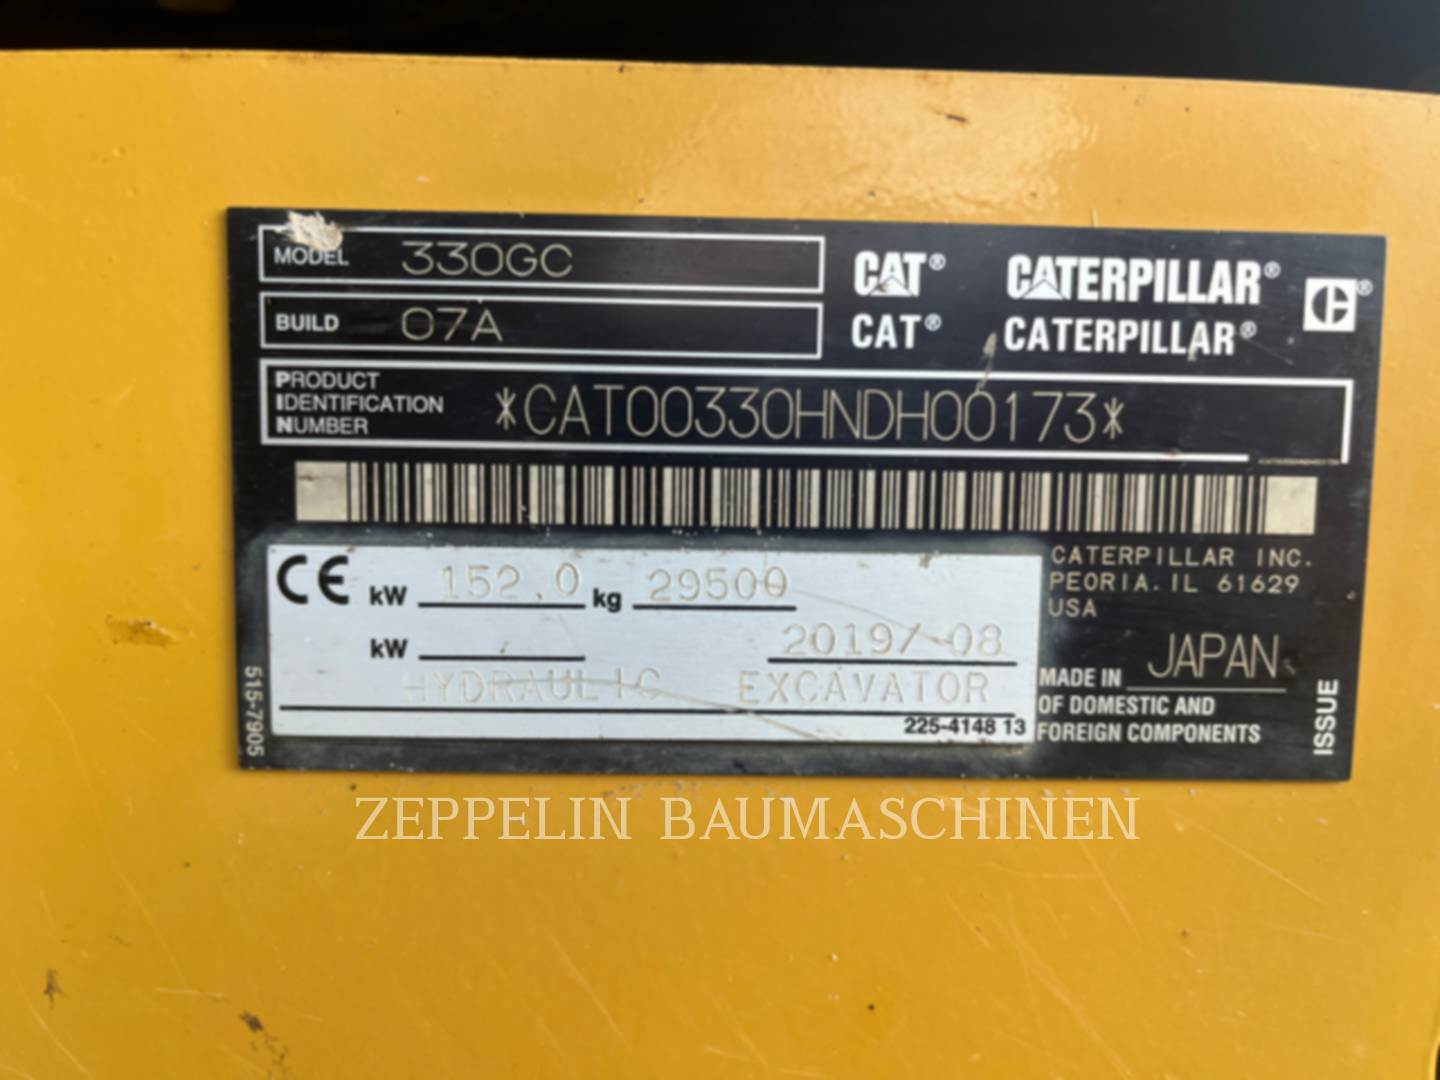 MODEL 330GC
BUILD 07A
CAT® CATERPILLAR®
CAT® CATERPILLAR®
PRODUCT
IDENTIFICATION
NUMBER
*CAT00330HNDH00173*
CE kW 152.0 kg 29500
kW
2019/-08
HYDRAULIC EXCAVATOR
225-4148 13
515-7905
CATERPILLAR INC.
PEORIA. IL 61629
USA
MADE IN JAPAN
OF DOMESTIC AND
FOREIGN COMPONENTS
ISSUE
ZEPPELIN BAUMASCHINEN